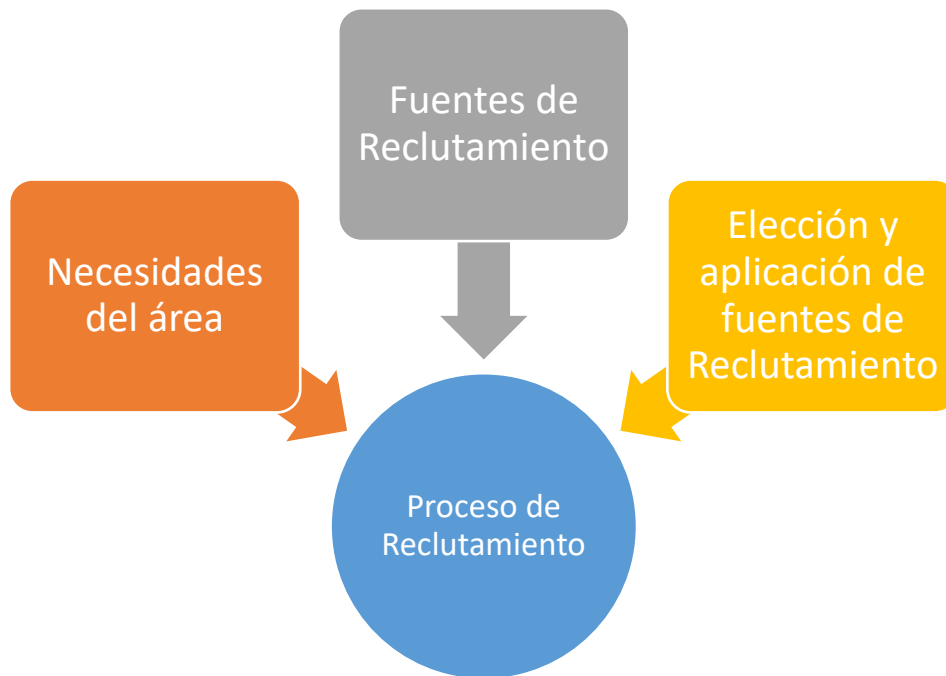 Fuentes de
Reclutamiento
Necesidades
del área
Elección y
aplicación de
fuentes de
Reclutamiento
Proceso de
Reclutamiento